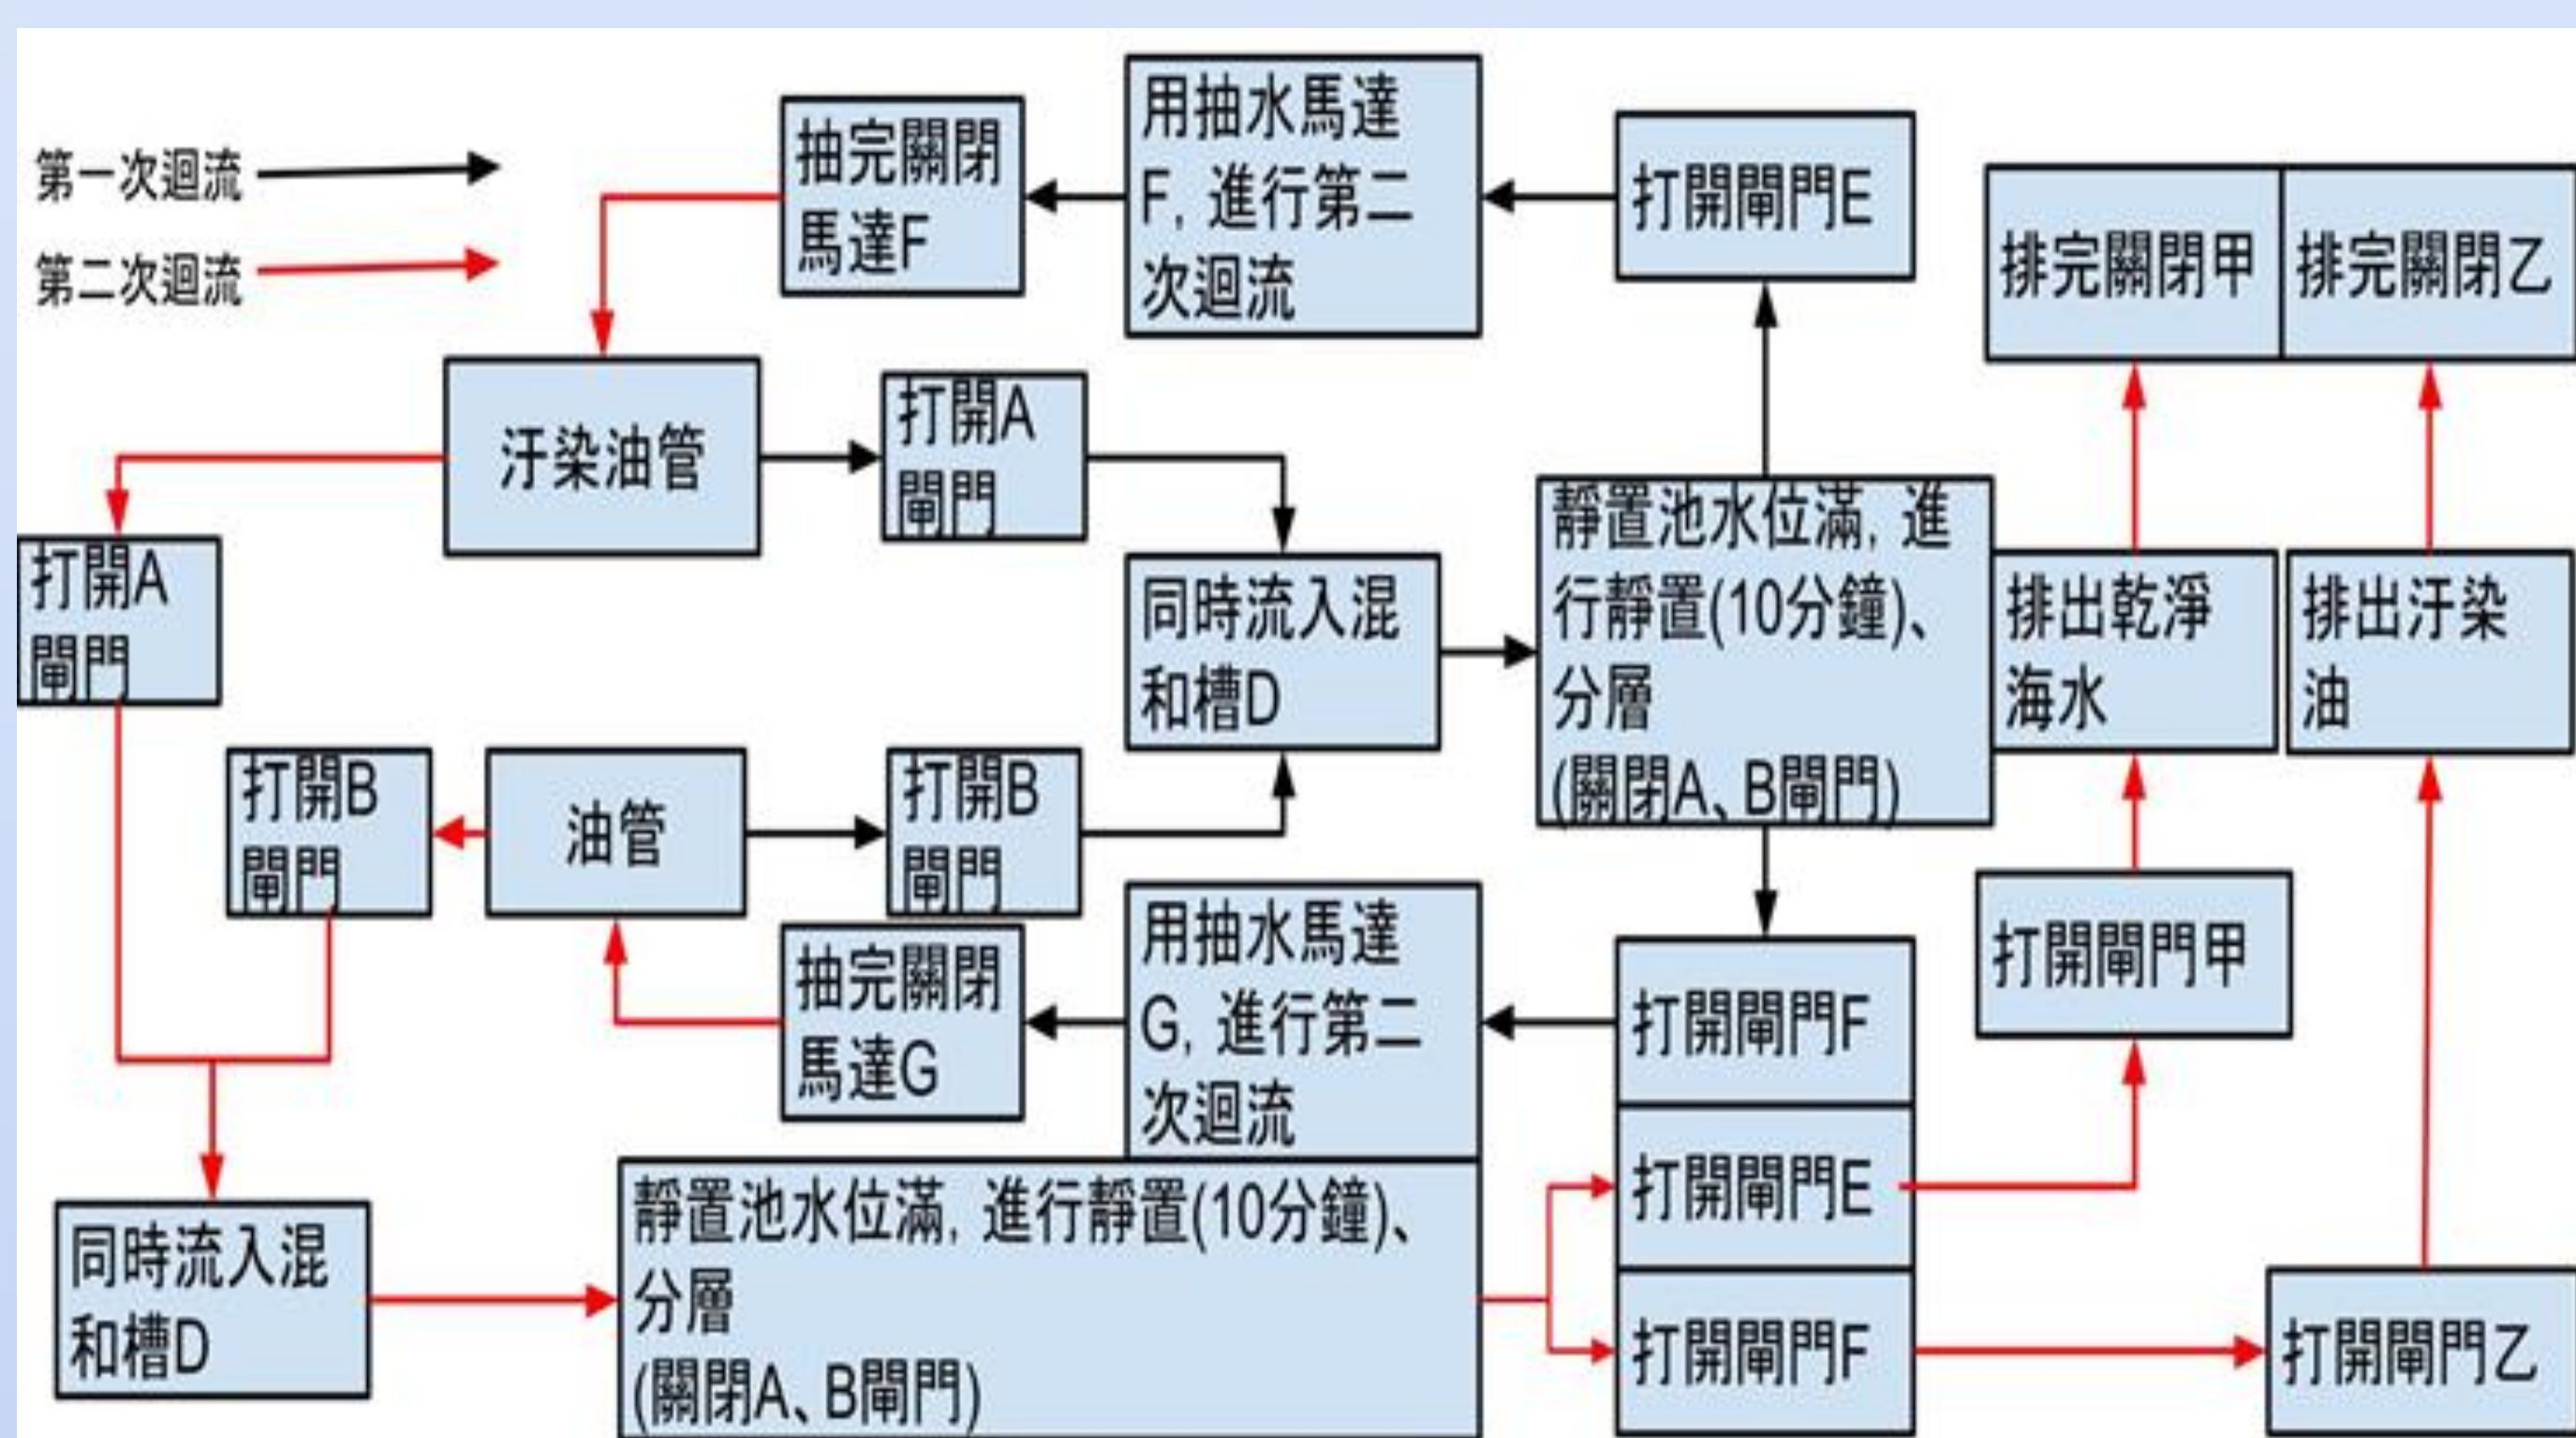 第一次迴流
第二次迴流
抽完關閉
馬達F
用抽水馬達
F, 進行第二
次迴流
打開閘門E
排完關閉甲
排完關閉乙
汙染油管
打開A
閘門
打開A
閘門
同時流入混
和槽D
靜置池水位滿, 進
行靜置(10分鐘)、
分層
(關閉A、B閘門)
排出乾淨
海水
排出汙染
油
打開B
閘門
油管
打開B
閘門
抽完關閉
馬達G
用抽水馬達
G, 進行第二
次迴流
打開閘門F
打開閘門甲
同時流入混
和槽D
靜置池水位滿, 進行靜置(10分鐘)、
分層
(關閉A、B閘門)
打開閘門E
打開閘門F
打開閘門乙